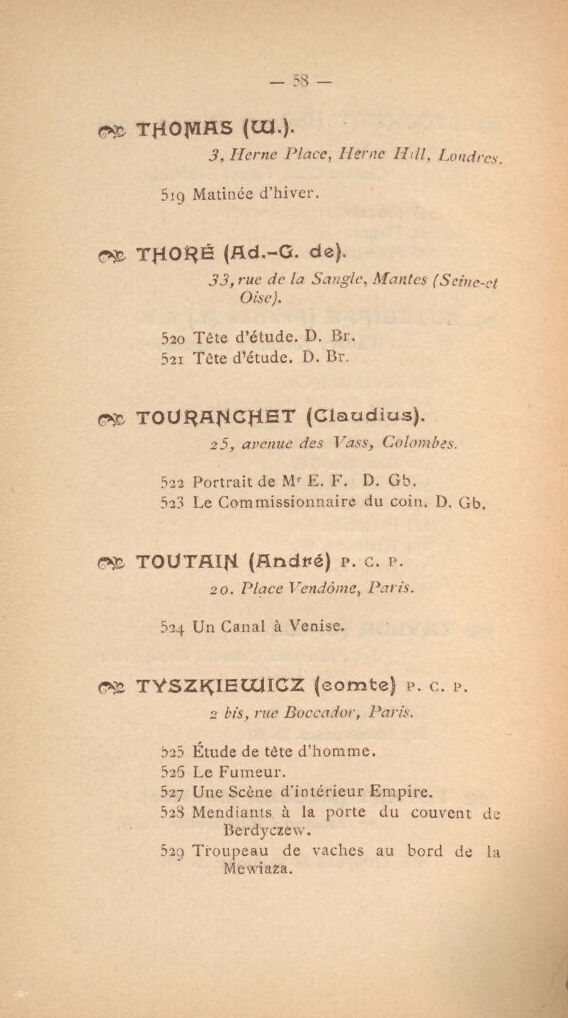 — 58 —
THOMAS (W.).
3, Herne Place, Herne Hill, Londres.
519 Matinée d'hiver.
THORÉ (Ad.-G. de).
33, rue de la Sangle, Mantes (Seine-et
Oise).
520 Tête d'étude. D. Br.
521 Tête d'étude. D. Br.
TOURANCHET (Claudius).
25, avenue des Vass, Colombes.
522 Portrait de Mʳ E. F. D. Gb.
523 Le Commissionnaire du coin. D. Gb.
TOUTAIN (André) P. C. P.
20. Place Vendôme, Paris.
524 Un Canal à Venise.
TYSZKIEWICZ (comte) P. C. P.
2 bis, rue Boccador, Paris.
525 Étude de tête d'homme.
526 Le Fumeur.
527 Une Scène d'intérieur Empire.
528 Mendiants à la porte du couvent de
Berdyczew.
529 Troupeau de vaches au bord de la
Mewiaza.